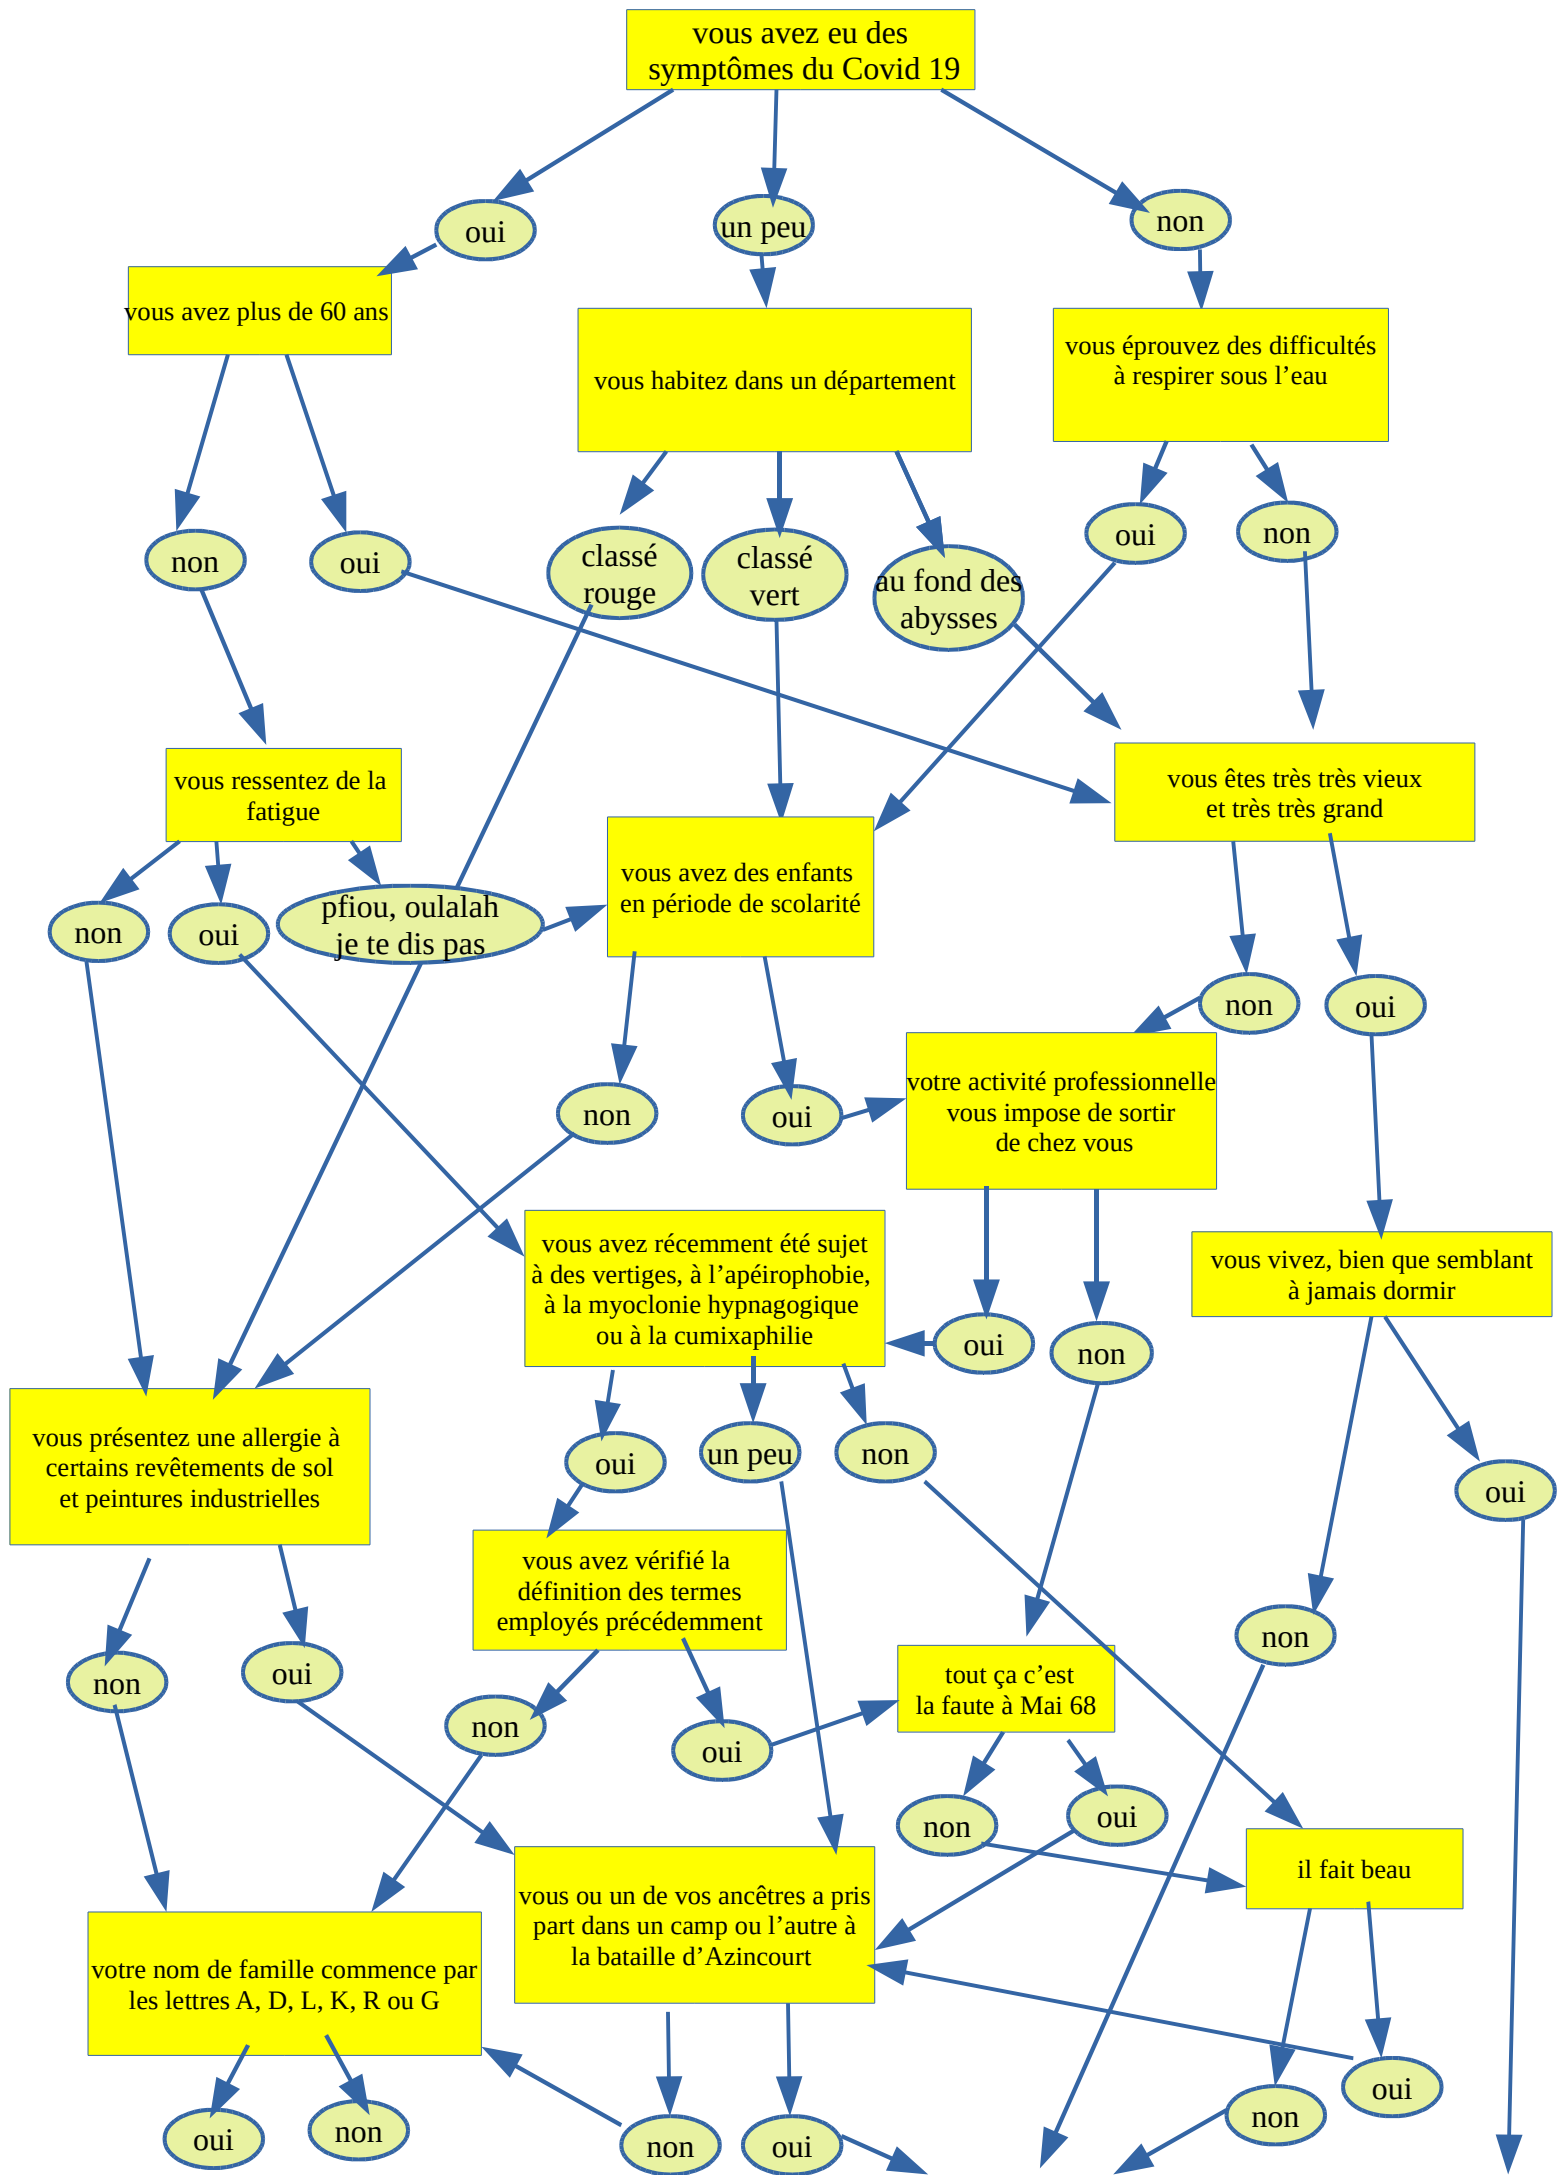 vous avez eu des
symptômes du Covid 19
oui
un peu
non
vous avez plus de 60 ans
vous habitez dans un département
vous éprouvez des difficultés
à respirer sous l’eau
non
oui
classé
rouge
classé
vert
au fond des
abysses
oui
non
vous ressentez de la
fatigue
vous êtes très très vieux
et très très grand
vous avez des enfants
en période de scolarité
non
oui
pfiou, oulalah
je te dis pas
non
oui
votre activité professionnelle
vous impose de sortir
de chez vous
non
oui
vous avez récemment été sujet
à des vertiges, à l’apéirophobie,
à la myoclonie hypnagogique
ou à la cumixaphilie
vous vivez, bien que semblant
à jamais dormir
oui
non
vous présentez une allergie à
certains revêtements de sol
et peintures industrielles
oui
un peu
non
oui
vous avez vérifié la
définition des termes
employés précédemment
non
non
oui
tout ça c’est
la faute à Mai 68
non
oui
non
oui
il fait beau
vous ou un de vos ancêtres a pris
part dans un camp ou l’autre à
la bataille d’Azincourt
votre nom de famille commence par
les lettres A, D, L, K, R ou G
oui
non
non
oui
non
oui